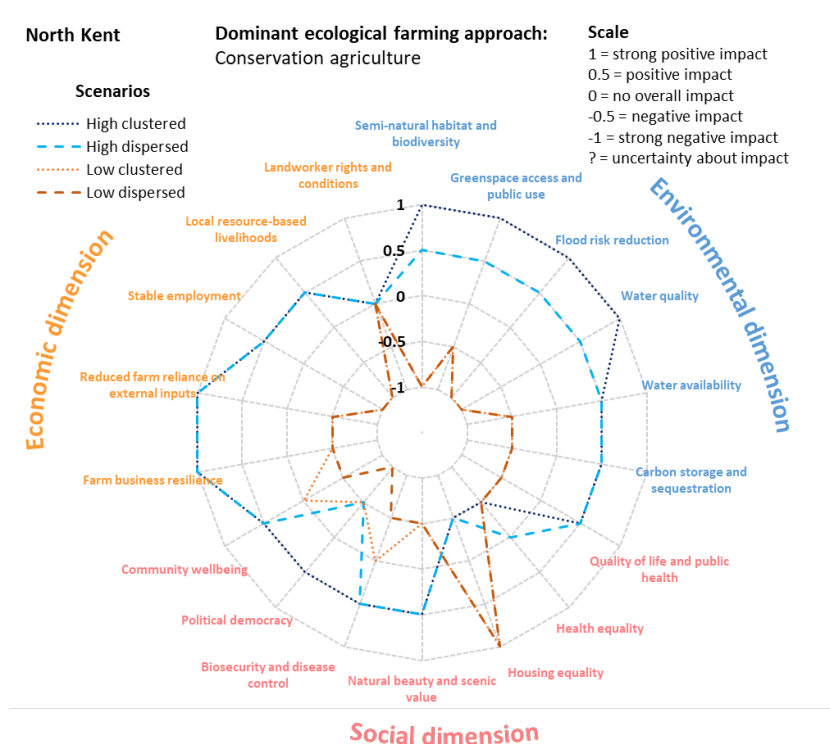 North Kent
Dominant ecological farming approach:
Conservation agriculture
Scale
1 = strong positive impact
0.5 = positive impact
0 = no overall impact
-0.5 = negative impact
-1 = strong negative impact
? = uncertainty about impact
Scenarios
High clustered
High dispersed
Low clustered
Low dispersed
Semi-natural habitat and
biodiversity
Greenspace access and
public use
Flood risk reduction
Water quality
Water availability
Carbon storage and
sequestration
Quality of life and public
health
Health equality
Housing equality
Natural beauty and scenic
value
Biosecurity and disease
control
Political democracy
Community wellbeing
Farm business resilience
Reduced farm reliance on
external inputs
Stable employment
Local resource-based
livelihoods
Landworker rights and
conditions
1
0.5
0
-0.5
-1
Environmental dimension
Economic dimension
Social dimension